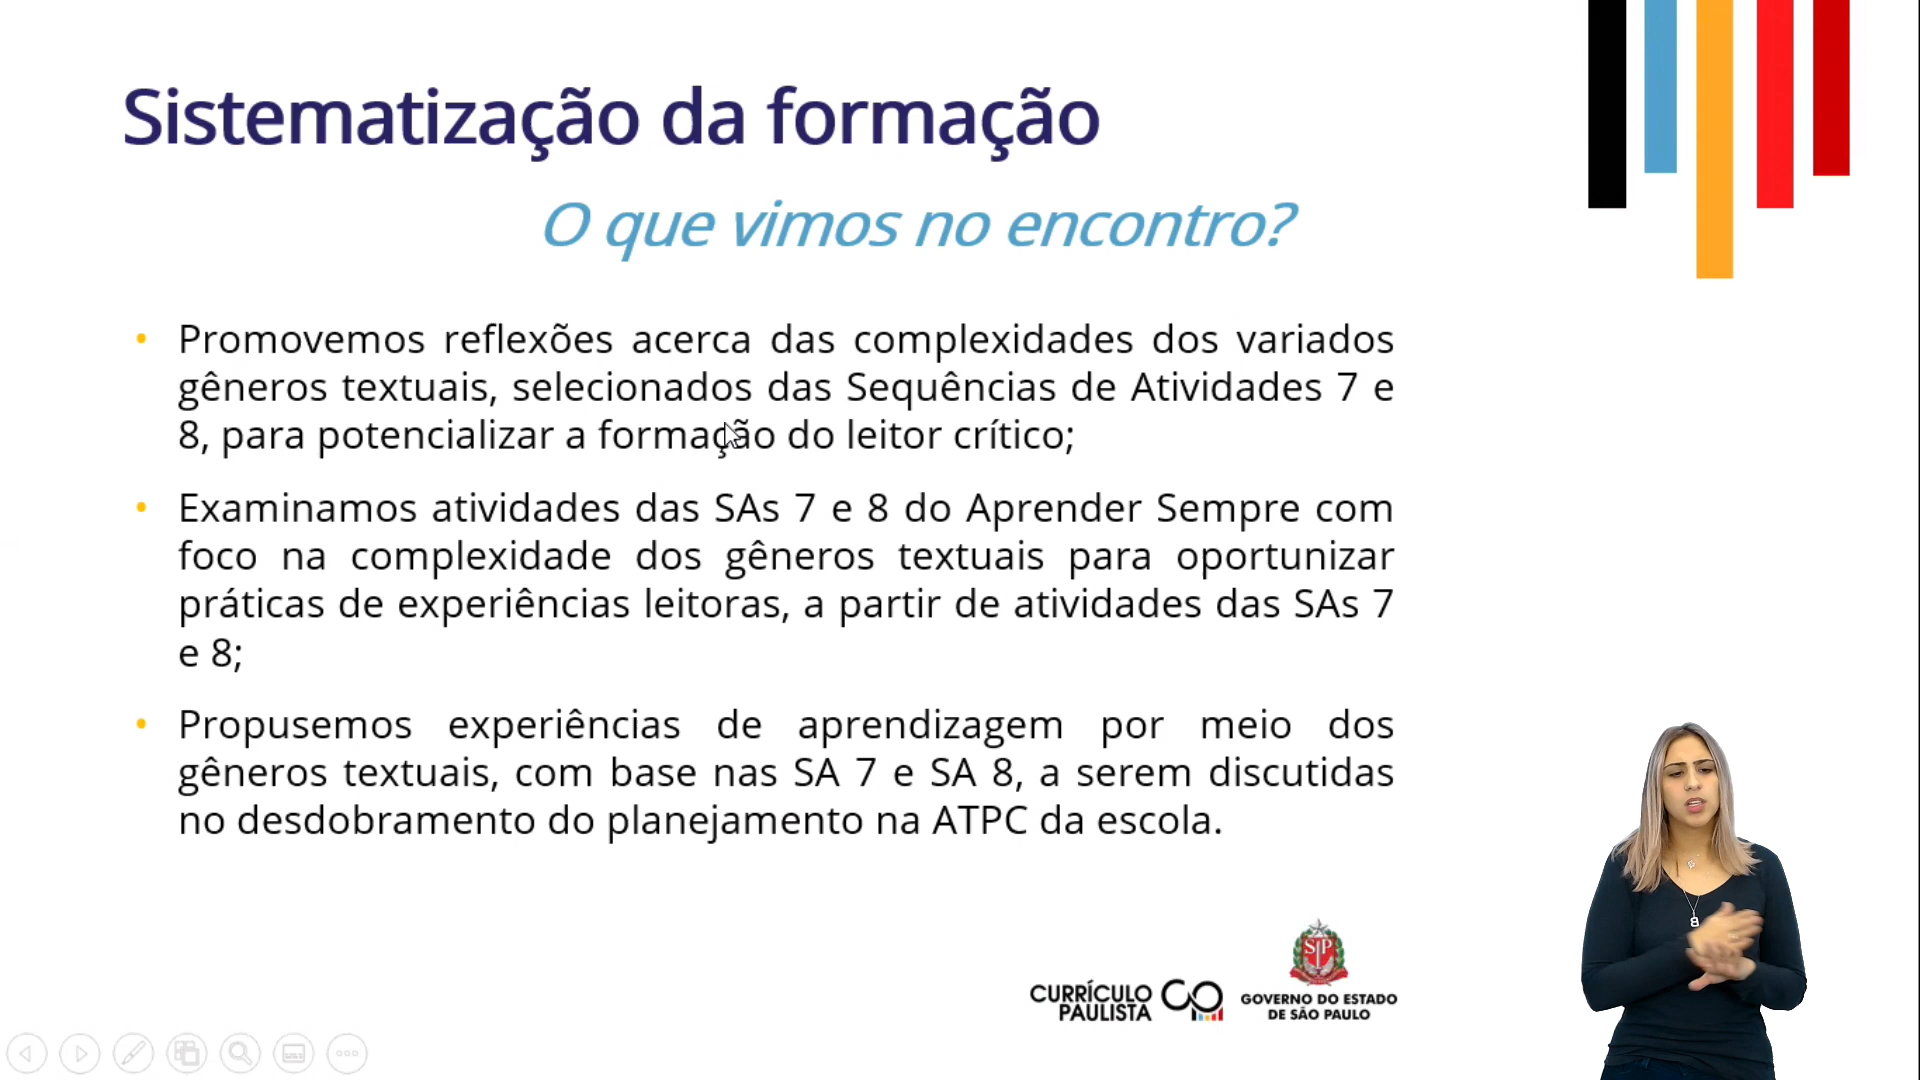 Sistematização da formação
O que vimos no encontro?
• Promovemos reflexões acerca das complexidades dos variados
gêneros textuais, selecionados das Sequências de Atividades 7 e
8, para potencializar a formação do leitor crítico;
• Examinamos atividades das SAs 7 e 8 do Aprender Sempre com
foco na complexidade dos gêneros textuais para oportunizar
práticas de experiências leitoras, a partir de atividades das SAs 7
e 8;
• Propusemos experiências de aprendizagem por meio dos
gêneros textuais, com base nas SA 7 e SA 8, a serem discutidas
no desdobramento do planejamento na ATPC da escola.
SP
CURRÍCULO
PAULISTA
GOVERNO DO ESTADO
DE SÃO PAULO
B